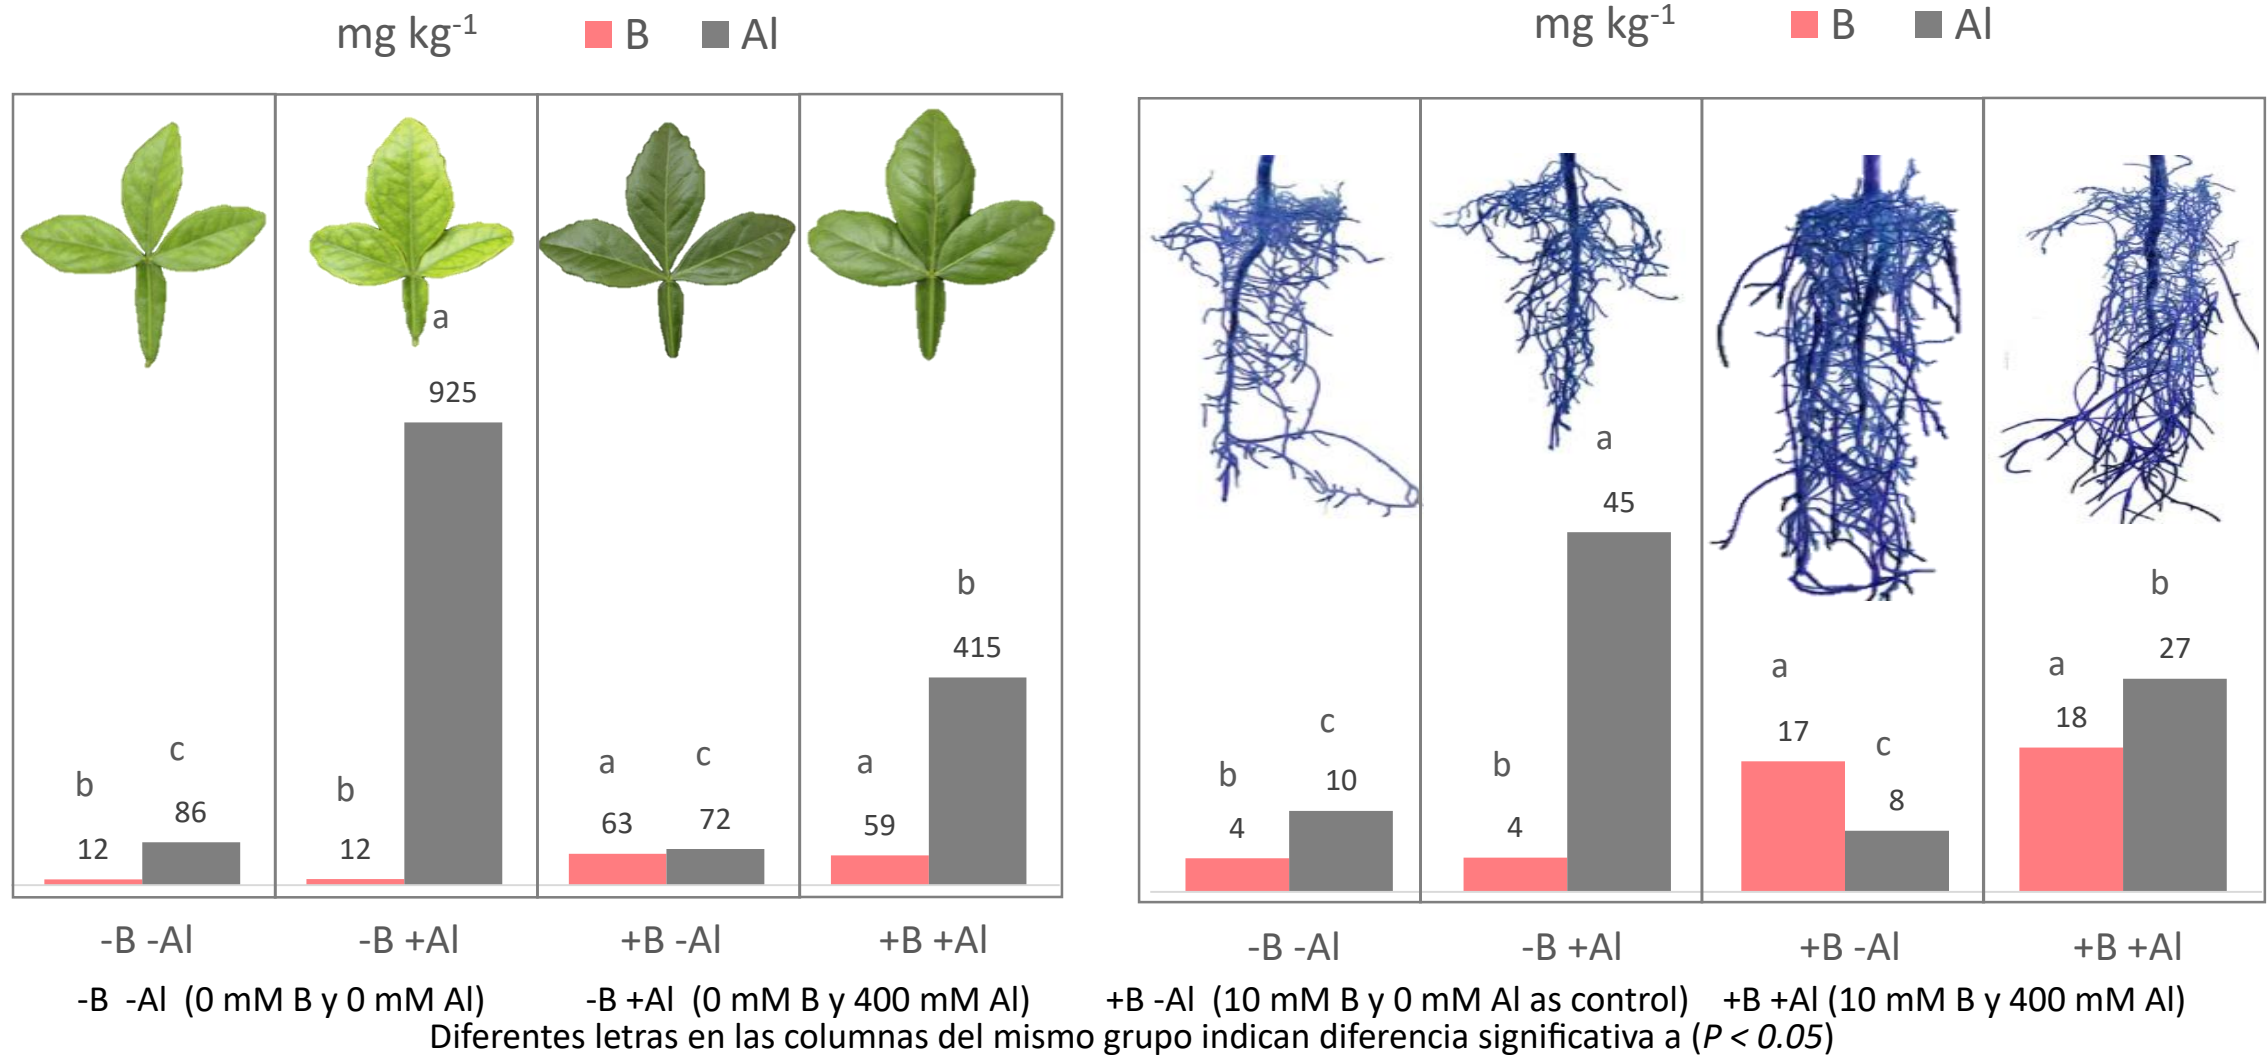 mg kg-1 B Al
a
925
b
415
b
12
c
86
b
12
a
63
c
72
a
59
-B -Al -B +Al +B -Al +B +Al
mg kg-1 B Al
a
45
b
27
b
4
c
10
b
4
a
17
c
8
a
18
-B -Al -B +Al +B -Al +B +Al
-B -Al (0 mM B y 0 mM Al) -B +Al (0 mM B y 400 mM Al) +B -Al (10 mM B y 0 mM Al as control) +B +Al (10 mM B y 400 mM Al)
Diferentes letras en las columnas del mismo grupo indican diferencia significativa a (P < 0.05)